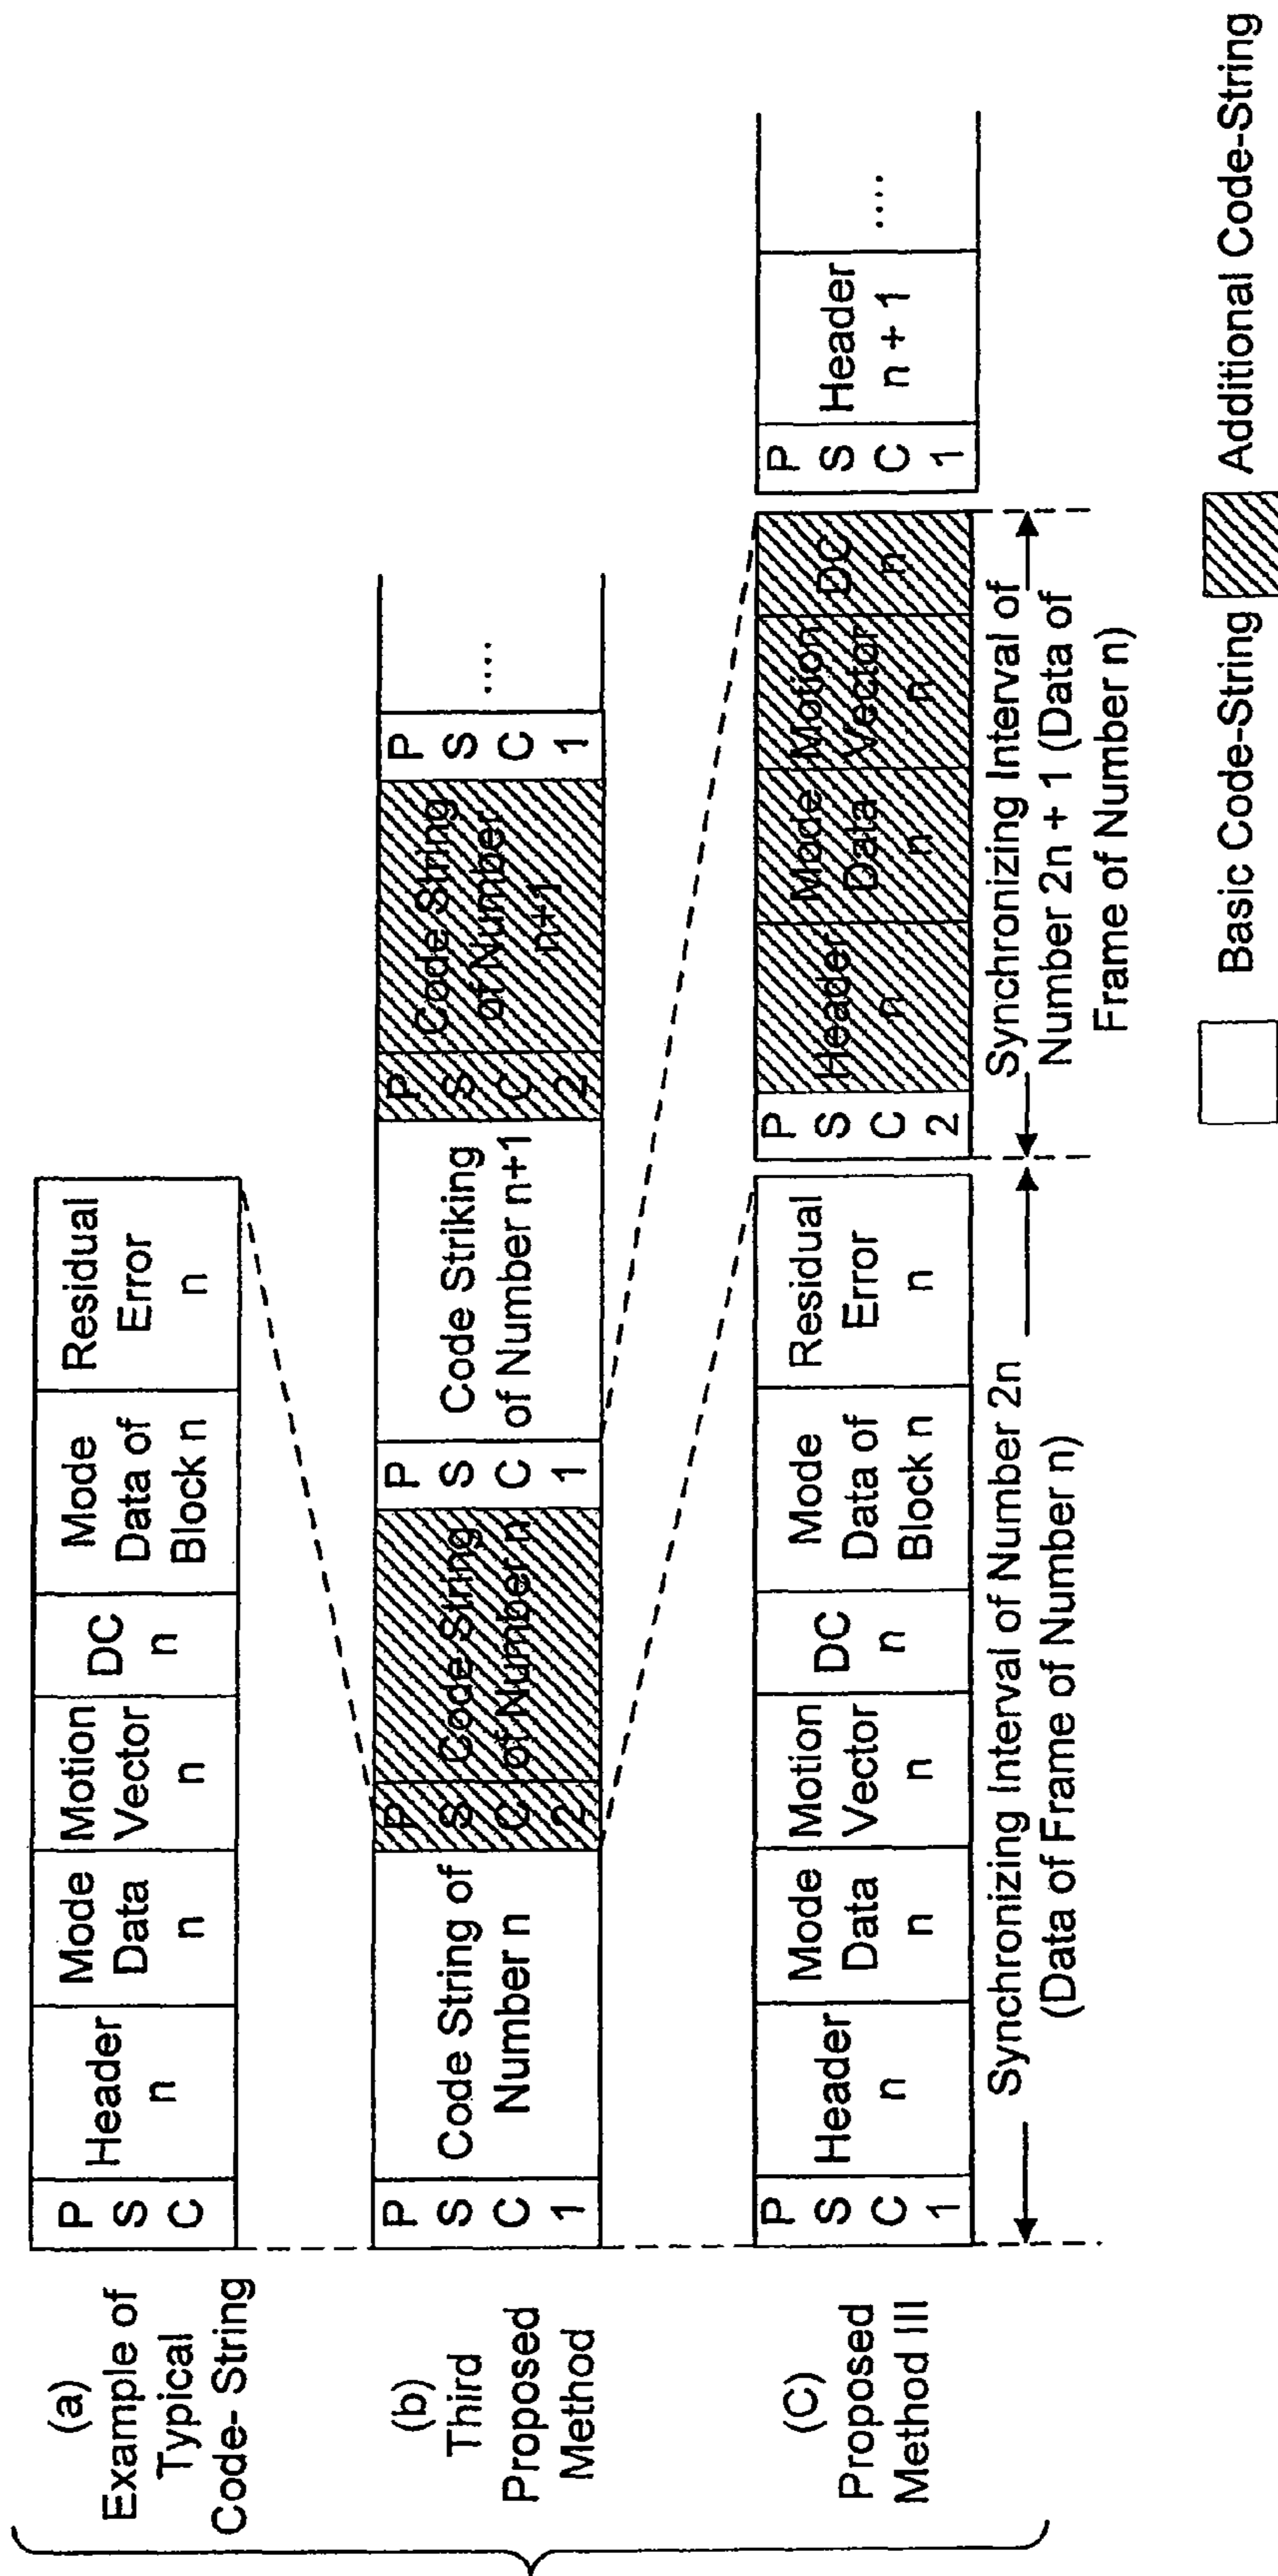 (a)
Example of
Typical
Code- String
P
S
C
Header
n
Mode
Data
n
Motion
Vector
n
DC
n
Mode
Data of
Block n
Residual
Error
n
(b)
Third
Proposed
Method
P
S
C
1
Code String of
Number n
P
S
C
2
Code String
of Number n
P
S
C
1
Code Striking
of Number n+1
P
S
C
2
Code String
of Number
n+1
P
S
C
1
....
(C)
Proposed
Method III
P
S
C
1
Header
n
Mode
Data
n
Motion
Vector
n
DC
n
Mode
Data of
Block n
Residual
Error
n
P
S
C
2
Header
n
Mode
Data
n
Motion
Vector
n
DC
n
P
S
C
1
Header
n + 1
....
Synchronizing Interval of Number 2n
(Data of Frame of Number n)
Synchronizing Interval of
Number 2n + 1 (Data of
Frame of Number n)
Basic Code-String
Additional Code-String